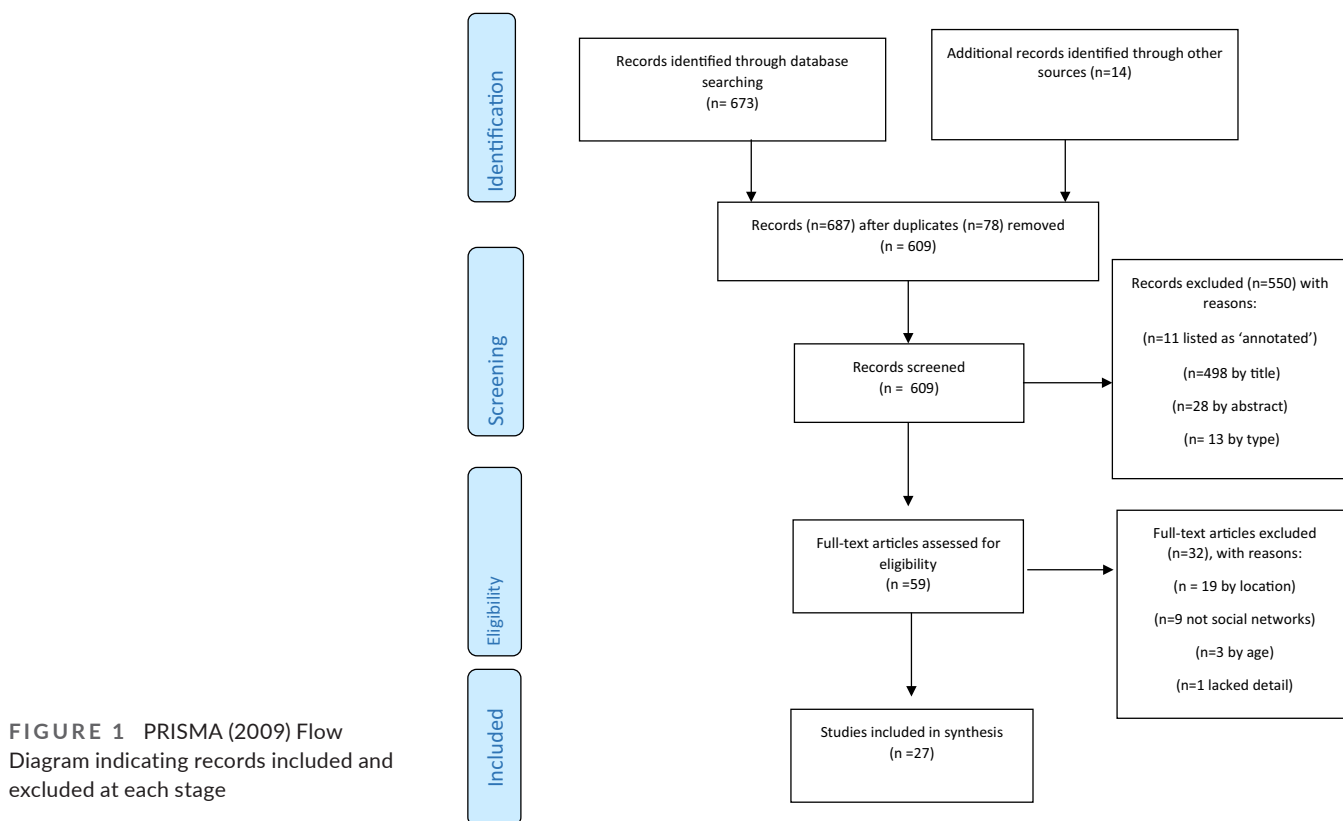 Identification
Records identified through database
searching
(n= 673)
Additional records identified through other
sources (n=14)
Records (n=687) after duplicates (n=78) removed
(n = 609)
Screening
Records screened
(n =  609)
Records excluded (n=550) with
reasons:
(n=11 listed as ‘annotated’)
(n=498 by title)
(n=28 by abstract)
(n= 13 by type)
Eligibility
Full-text articles assessed for
eligibility
(n =59)
Full-text articles excluded
(n=32), with reasons:
(n = 19 by location)
(n=9 not social networks)
(n=3 by age)
(n=1 lacked detail)
Included
Studies included in synthesis
(n =27)
FIGURE 1 PRISMA (2009) Flow
Diagram indicating records included and
excluded at each stage